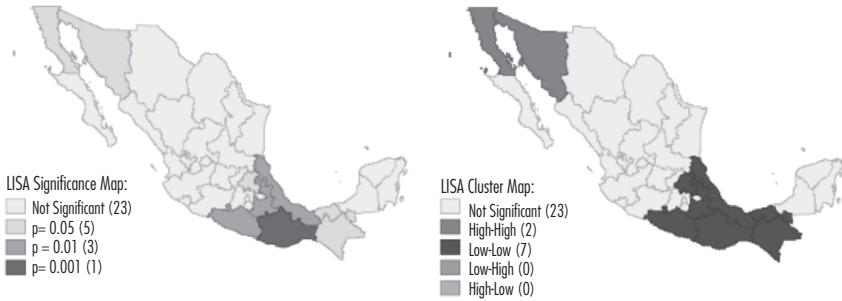 LISA Significance Map:
Not Significant (23)
p= 0.05 (5)
p= 0.01 (3)
p= 0.001 (1)
LISA Cluster Map:
Not Significant (23)
High-High (2)
Low-Low (7)
Low-High (0)
High-Low (0)